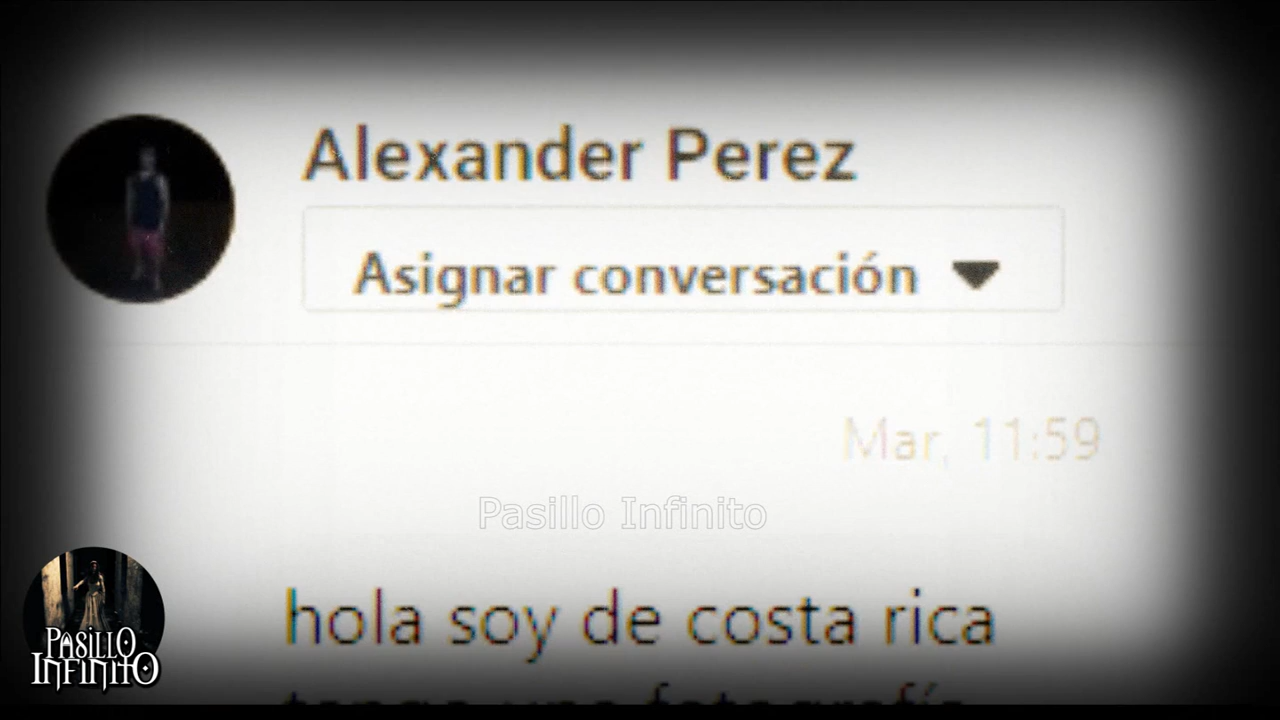 Alexander Perez
Asignar conversación
Mar, 11:59
Pasillo Infinito
hola soy de costa rica
PASILLO
INFINITO